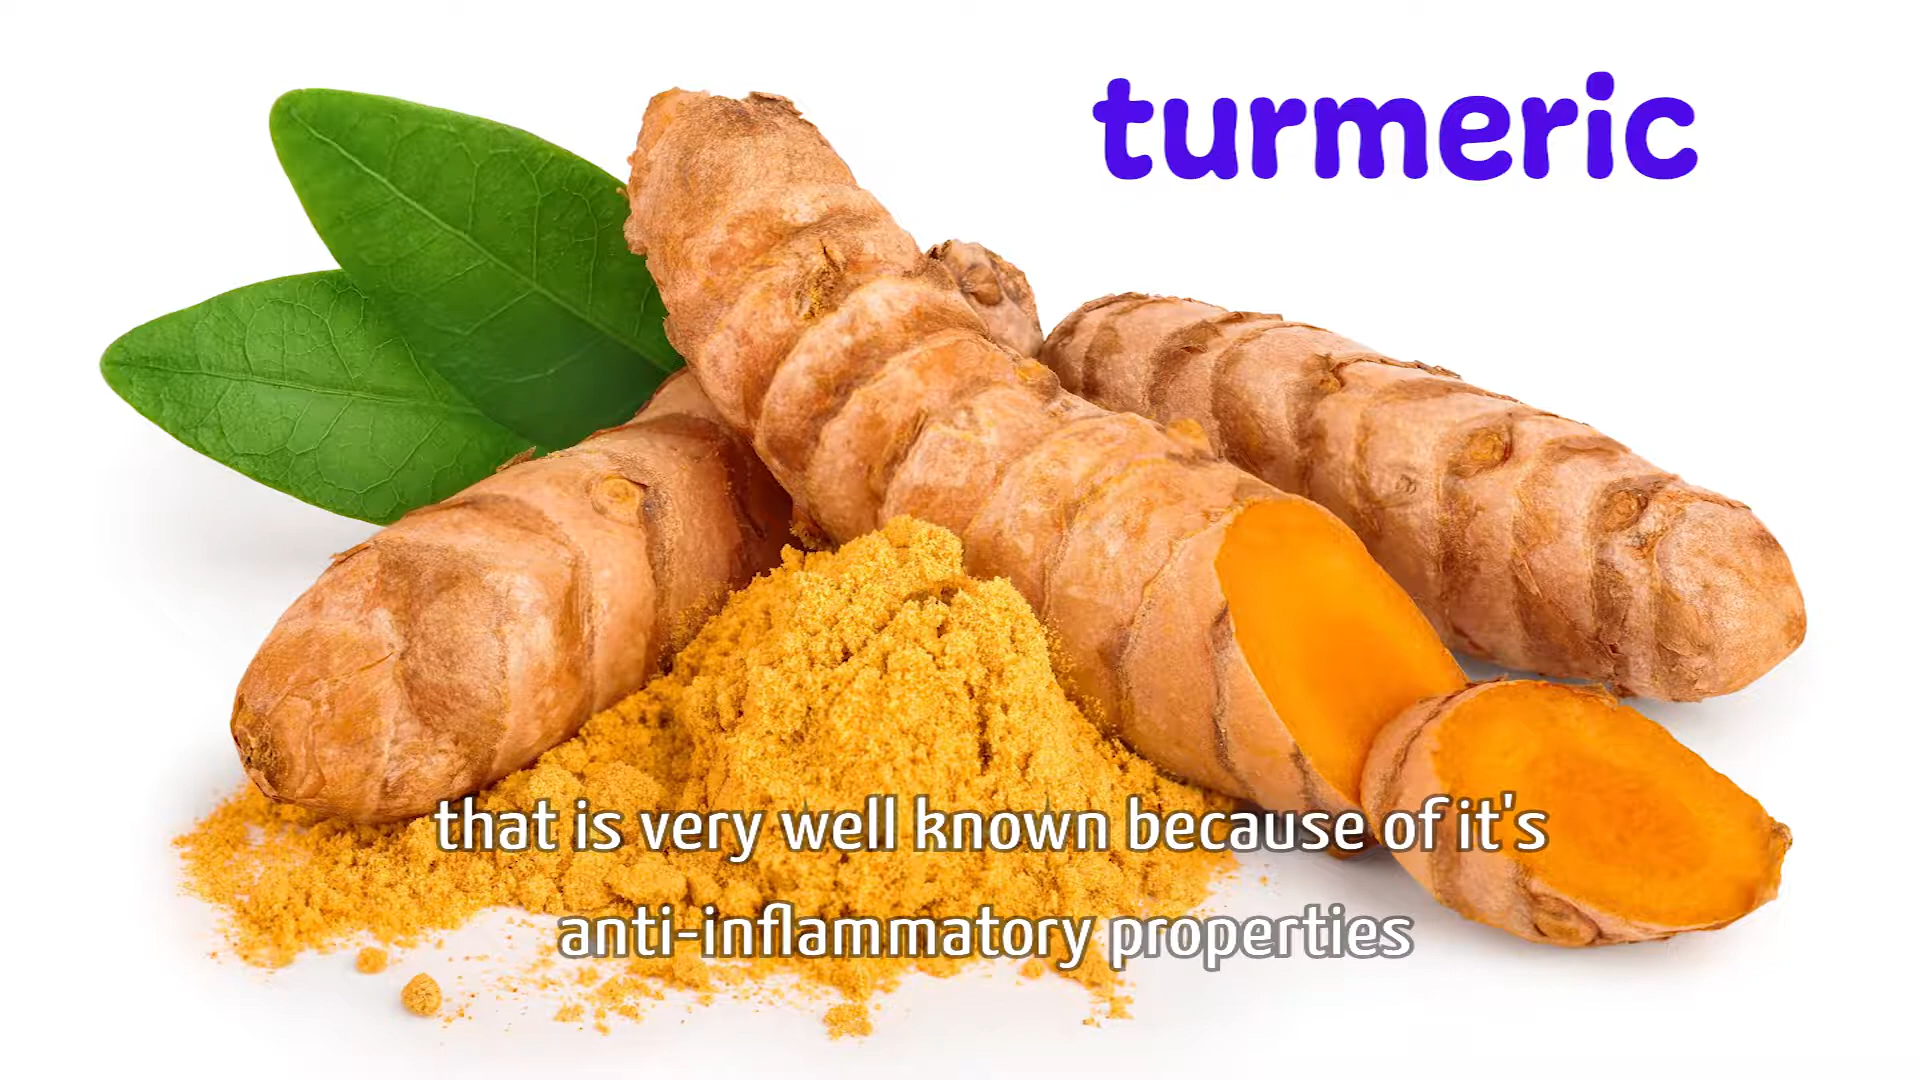 turmeric
that is very well known because of it's
anti-inflammatory properties